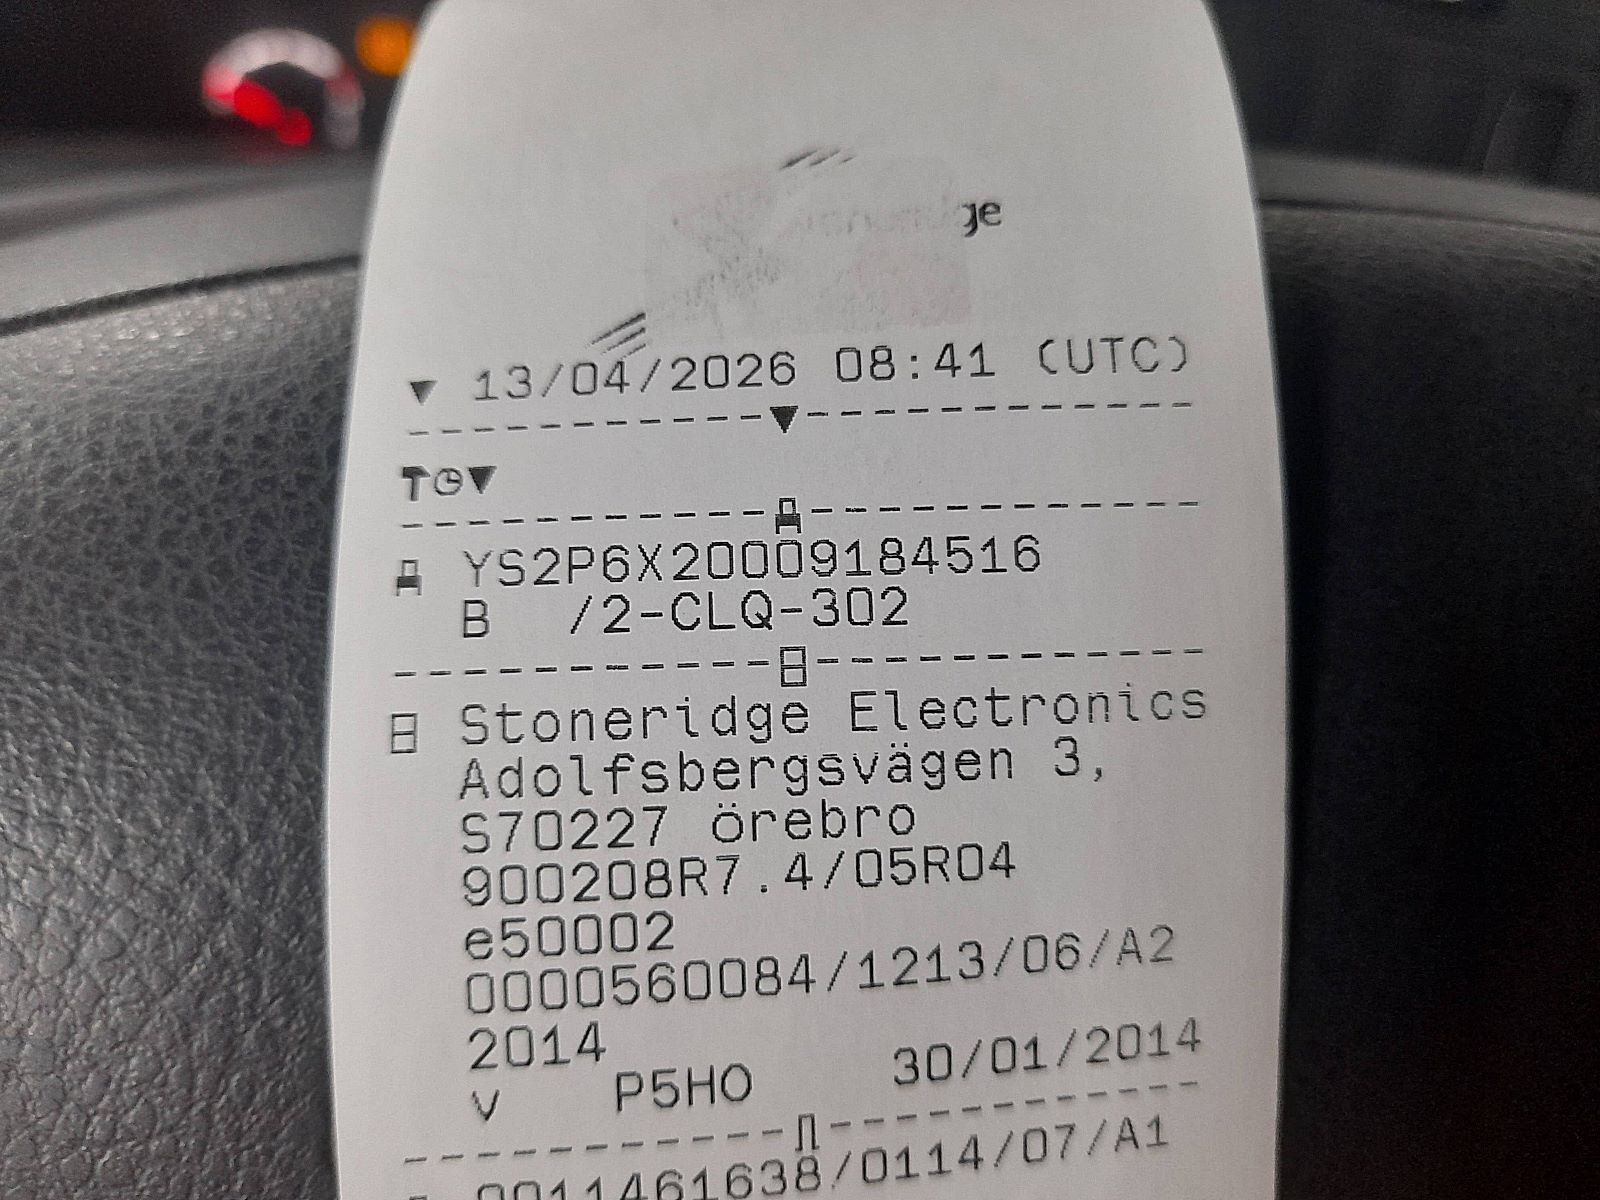 ge
▼ 13/04/2026 08:41 (UTC)
YS2P6X20009184516
B /2-CLQ-302
Stoneridge Electronics
Adolfsbergsvägen 3,
S70227 örebro
900208R7.4/05R04
e50002
0000560084/1213/06/A2
2014
v P5HO 30/01/2014
0011461638/0114/07/A1